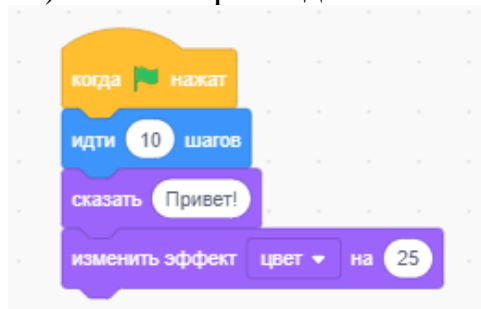 когда нажат
идти 10 шагов
сказать Привет!
изменить эффект цвет на 25